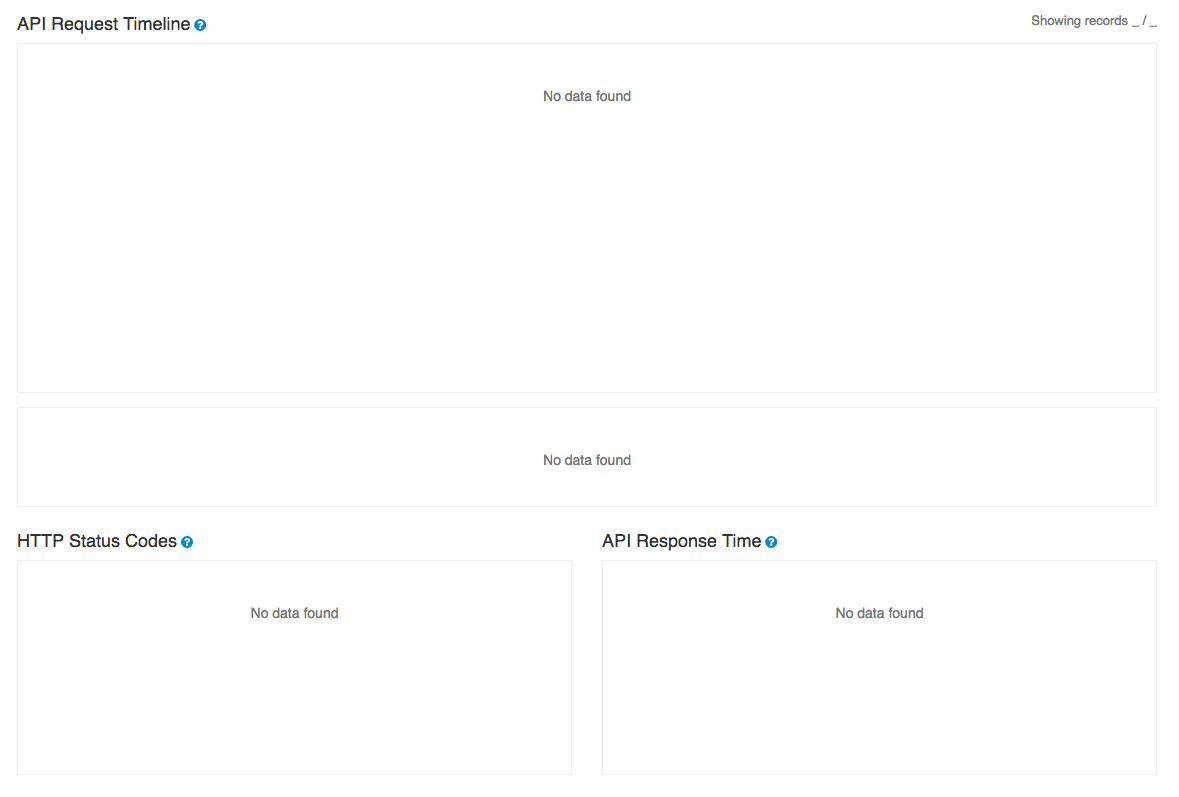 API Request Timeline ?
Showing records _ / _
No data found
No data found
HTTP Status Codes ?
API Response Time ?
No data found
No data found